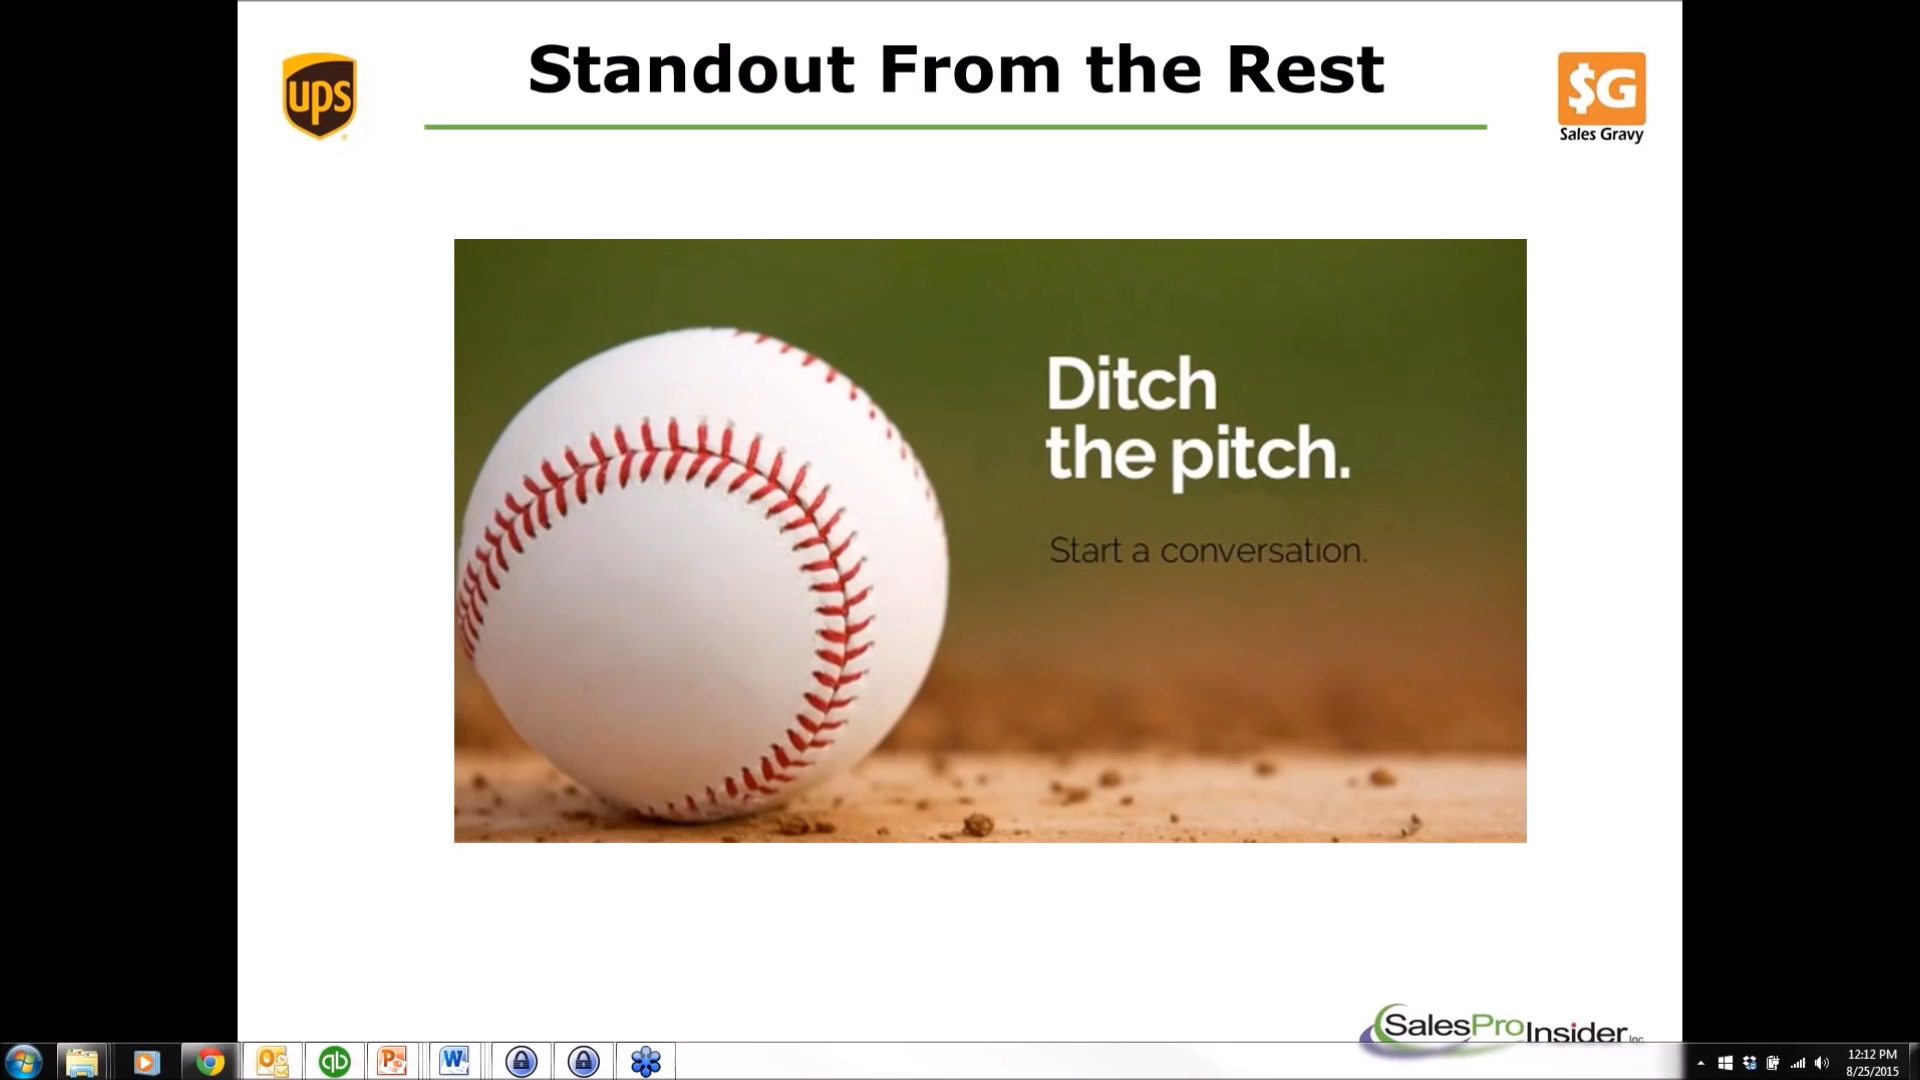 Standout From the Rest
ups
$G
Sales Gravy
Ditch
the pitch.
Start a conversation.
SalesProInsider Inc
qb
P
W
12:12 PM
8/25/2015